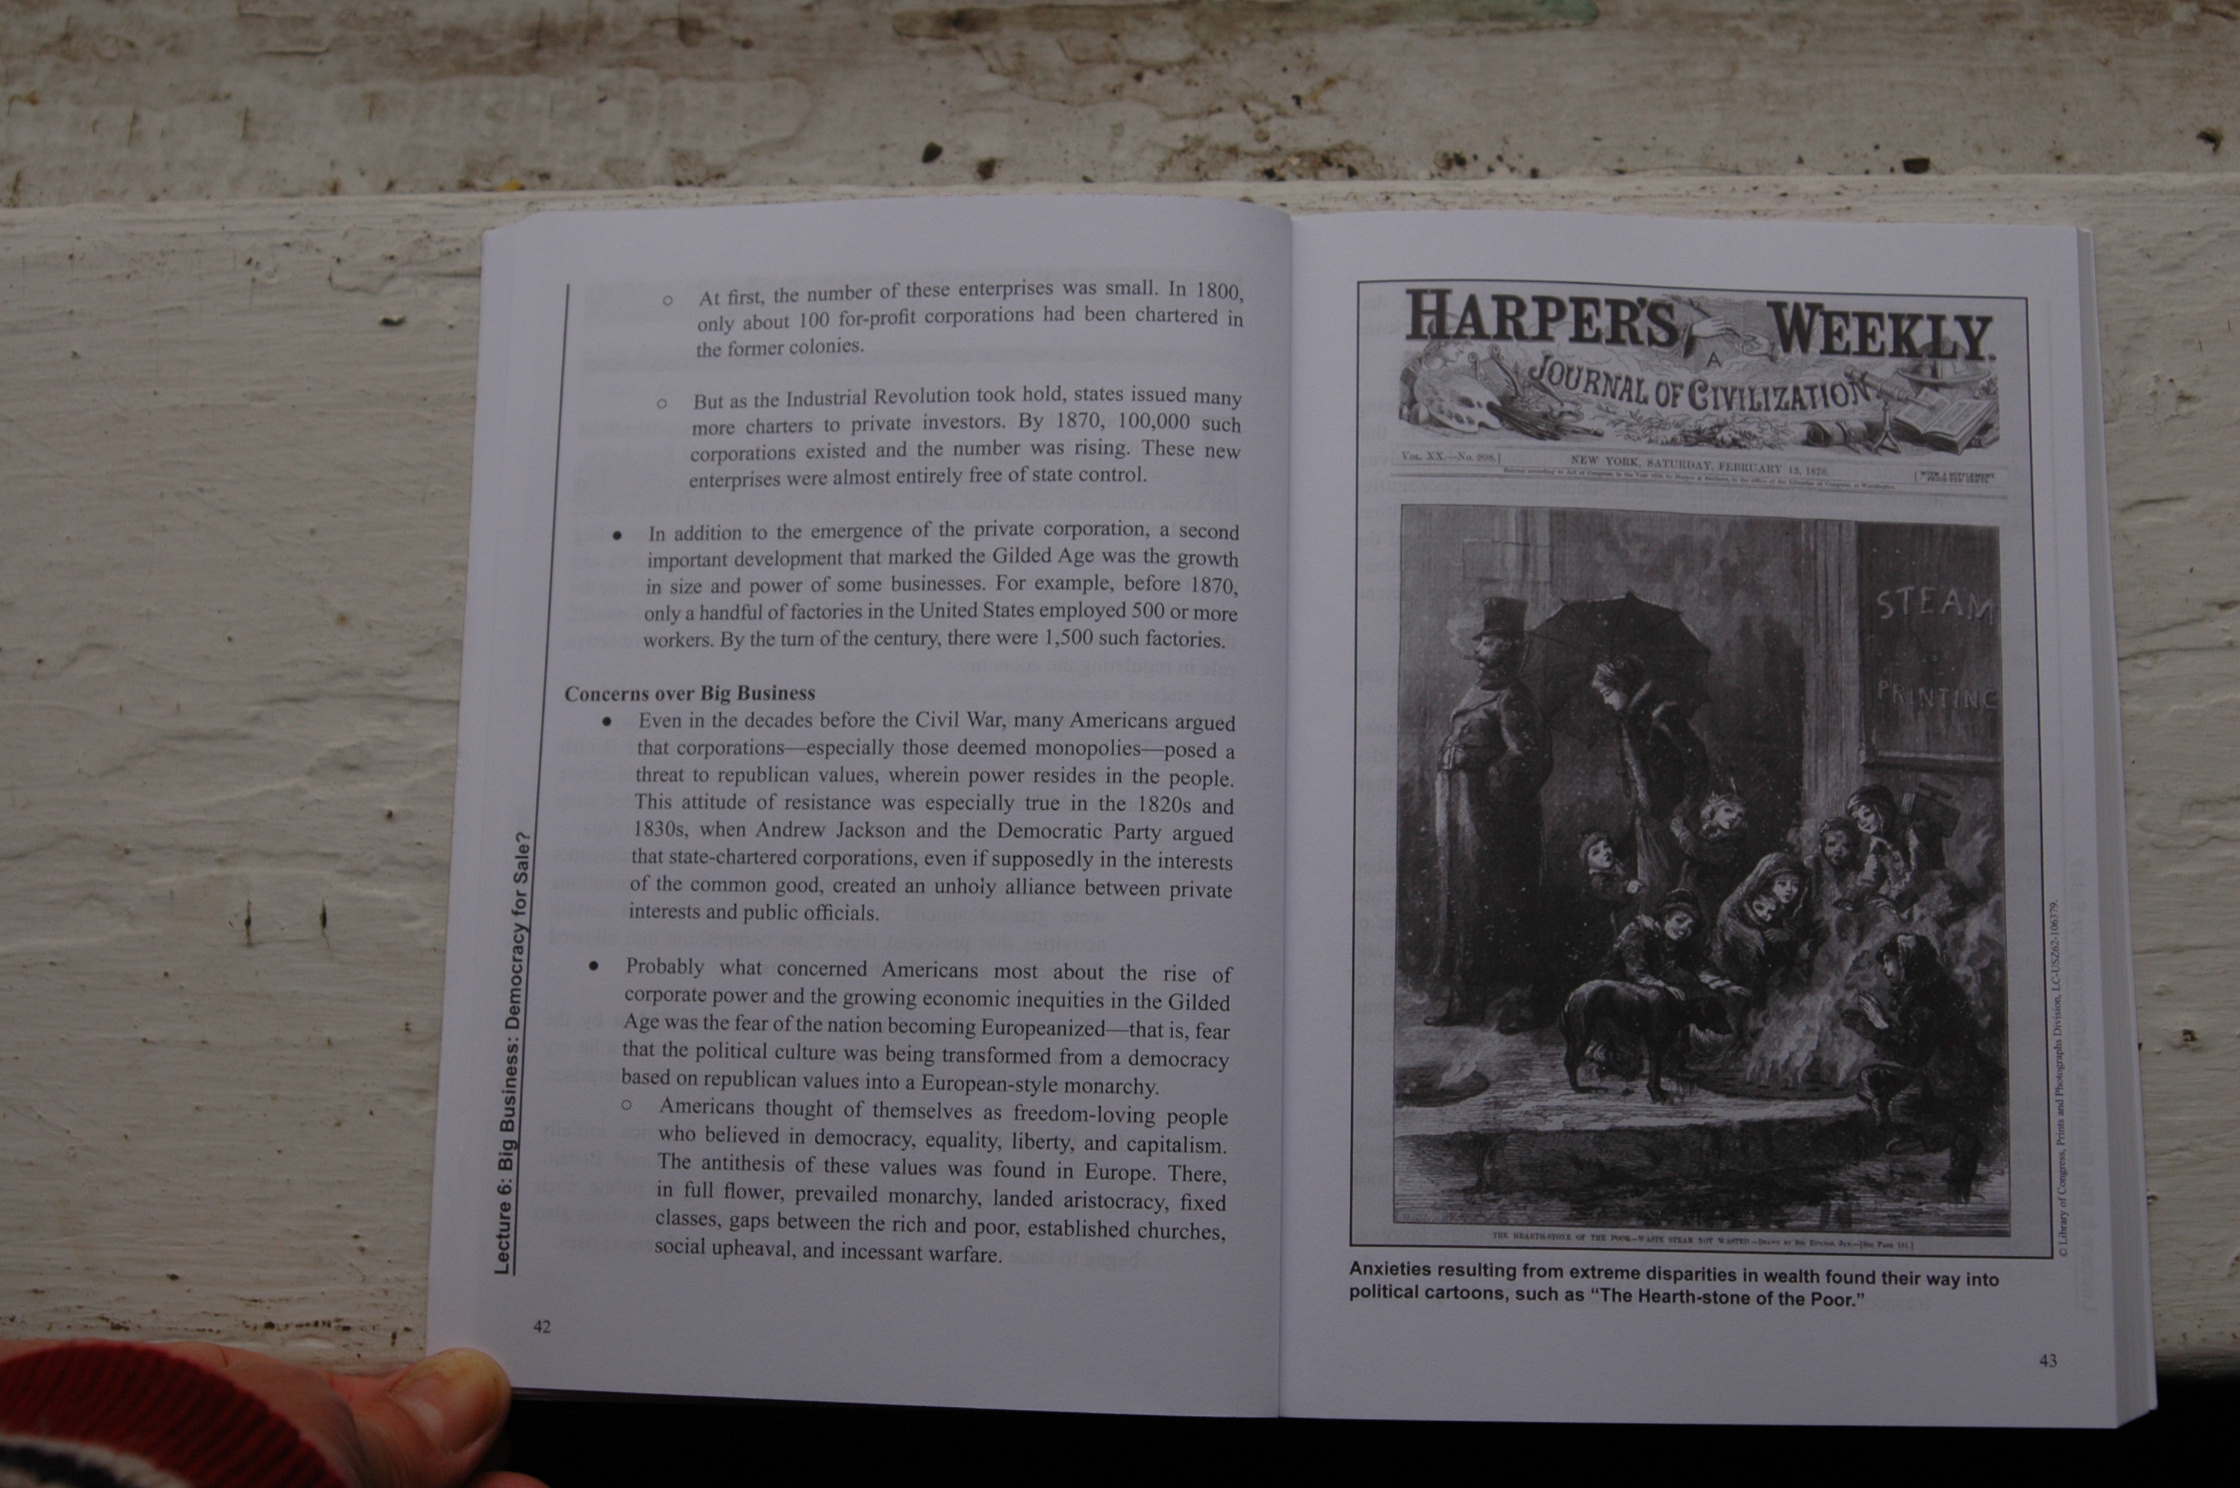 At first, the number of these enterprises was small. In 1800,
only about 100 for-profit corporations had been chartered in
the former colonies.
But as the Industrial Revolution took hold, states issued many
more charters to private investors. By 1870, 100,000 such
corporations existed and the number was rising. These new
enterprises were almost entirely free of state control.
• In addition to the emergence of the private corporation, a second
important development that marked the Gilded Age was the growth
in size and power of some businesses. For example, before 1870,
only a handful of factories in the United States employed 500 or more
workers. By the turn of the century, there were 1,500 such factories.
Concerns over Big Business
• Even in the decades before the Civil War, many Americans argued
that corporations—especially those deemed monopolies—posed a
threat to republican values, wherein power resides in the people.
This attitude of resistance was especially true in the 1820s and
1830s, when Andrew Jackson and the Democratic Party argued
that state-chartered corporations, even if supposedly in the interests
of the common good, created an unholy alliance between private
interests and public officials.
• Probably what concerned Americans most about the rise of
corporate power and the growing economic inequities in the Gilded
Age was the fear of the nation becoming Europeanized—that is, fear
that the political culture was being transformed from a democracy
based on republican values into a European-style monarchy.
Americans thought of themselves as freedom-loving people
who believed in democracy, equality, liberty, and capitalism.
The antithesis of these values was found in Europe. There,
in full flower, prevailed monarchy, landed aristocracy, fixed
classes, gaps between the rich and poor, established churches,
social upheaval, and incessant warfare.
Lecture 6: Big Business: Democracy for Sale?
42
HARPER'S WEEKLY.
A
JOURNAL OF CIVILIZATION
Vol. XX.—No.
NEW YORK, SATURDAY, FEBRUARY 12, 1876.
STEAM
PRINTING
THE HEARTH-STONE OF THE POOR—WASTE STEAM NOT WASTED.
© Library of Congress, Prints and Photographs Division, LC-USZ62-106379.
Anxieties resulting from extreme disparities in wealth found their way into
political cartoons, such as “The Hearth-stone of the Poor.”
43